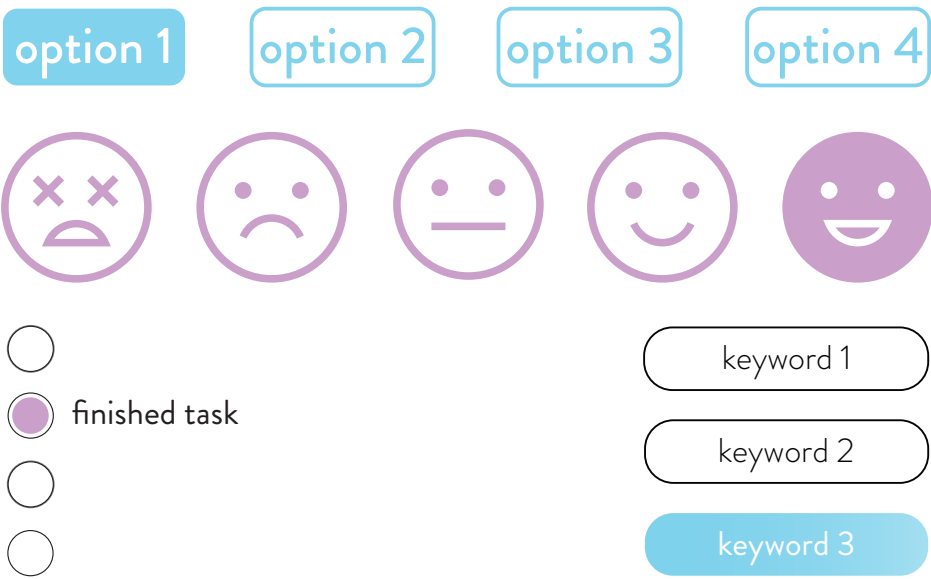 option 1
option 2
option 3
option 4
finished task
keyword 1
keyword 2
keyword 3